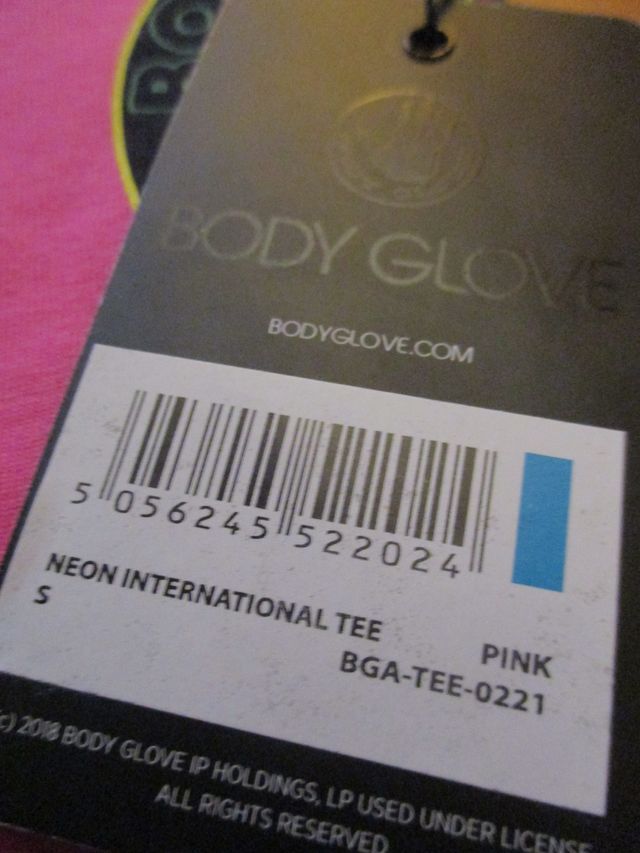 BO
BODY GLOVE
BODYGLOVE.COM
5 056245 522024
NEON INTERNATIONAL TEE
S
PINK
BGA-TEE-0221
(c) 2018 BODY GLOVE IP HOLDINGS, LP USED UNDER LICENSE
ALL RIGHTS RESERVED